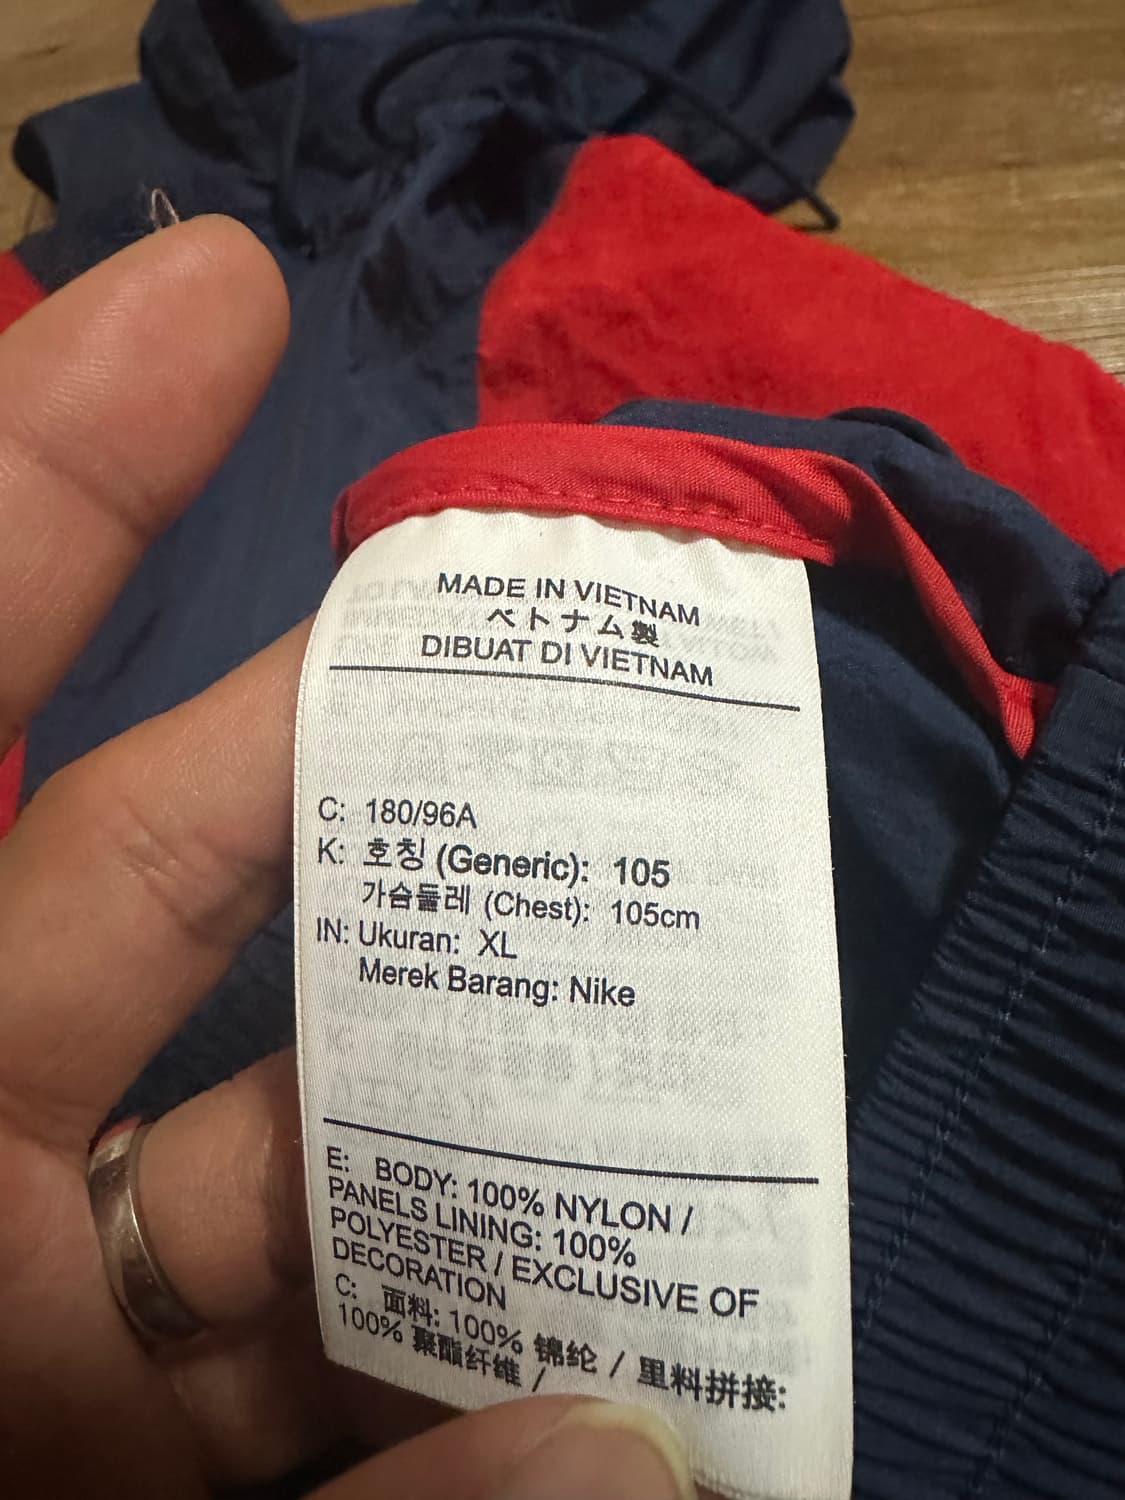 MADE IN VIETNAM
ベトナム製
DIBUAT DI VIETNAM
C: 180/96A
K: 호칭 (Generic): 105
가슴둘레 (Chest): 105cm
IN: Ukuran: XL
Merek Barang: Nike
E: BODY: 100% NYLON /
PANELS LINING: 100%
POLYESTER / EXCLUSIVE OF
DECORATION
C: 面料: 100% 锦纶 / 里料拼接:
100% 聚酯纤维 /